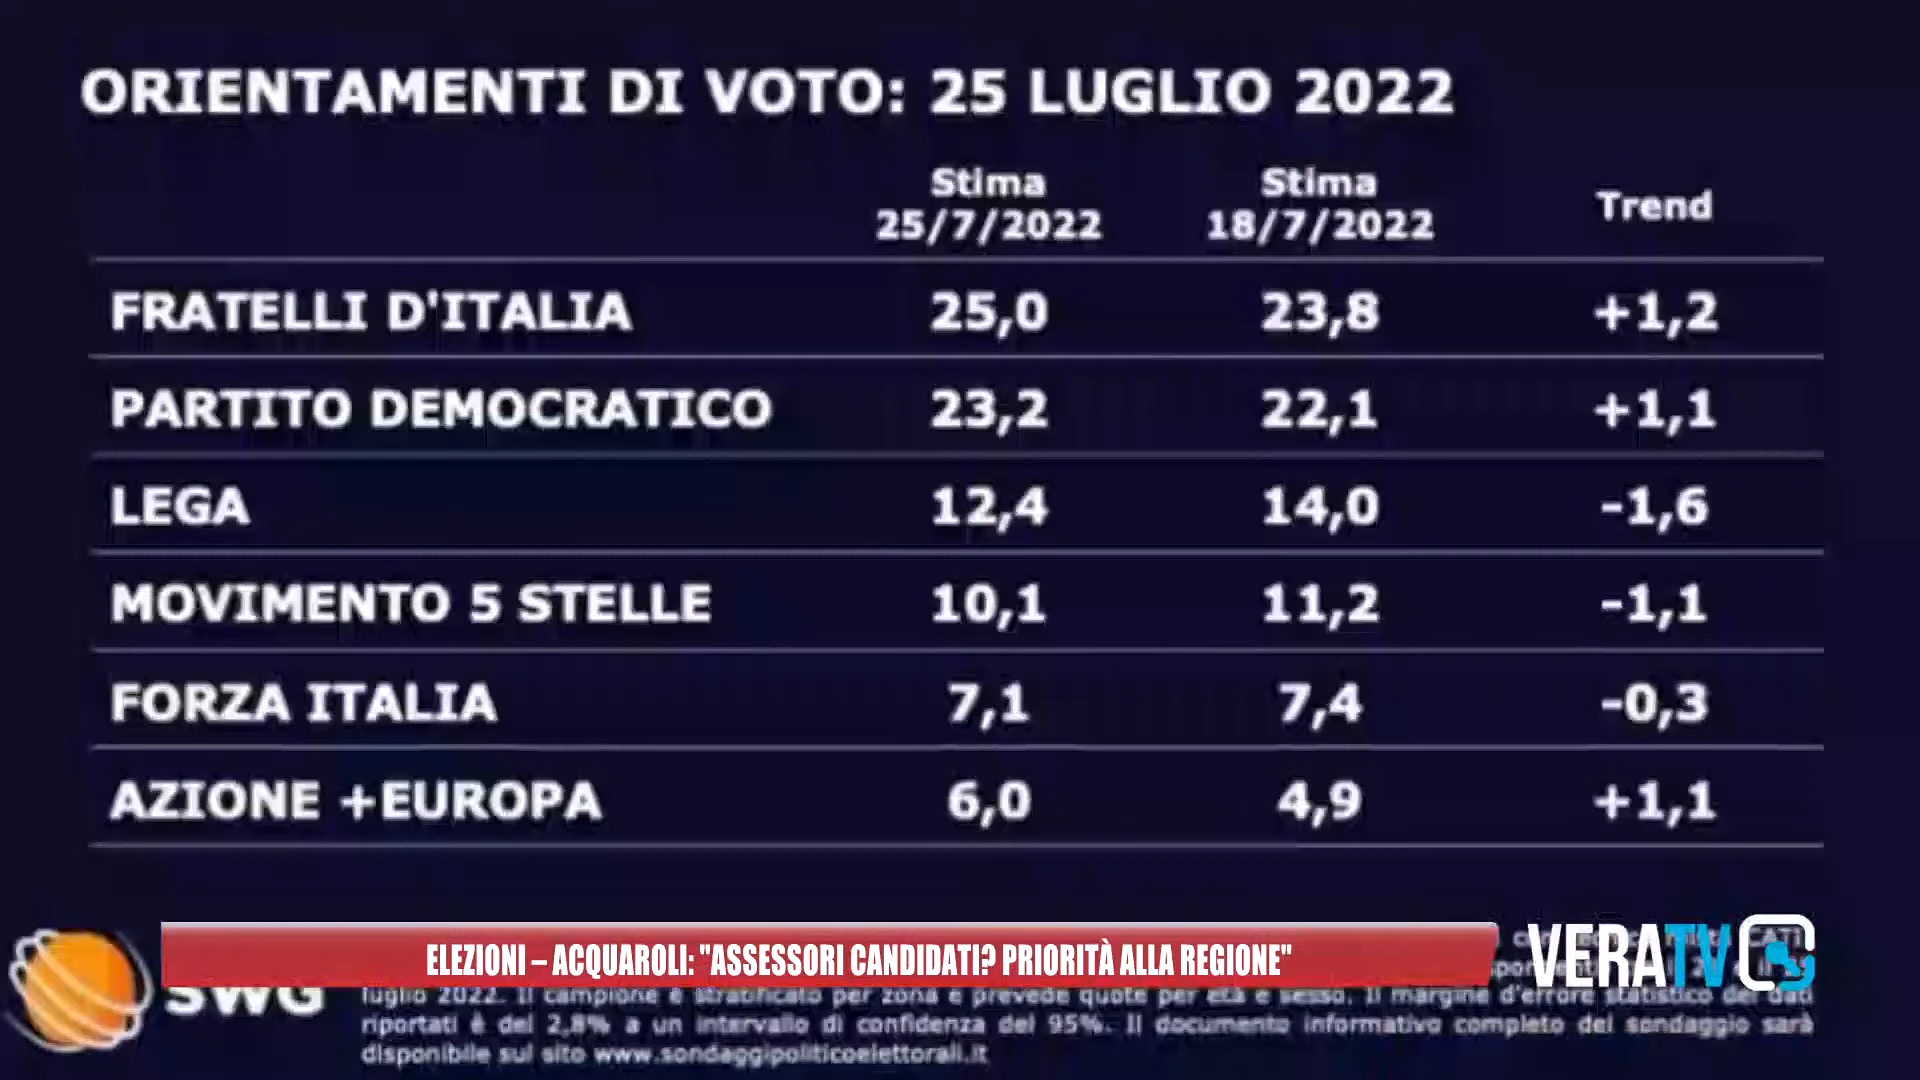 ORIENTAMENTI DI VOTO: 25 LUGLIO 2022
Stima 25/7/2022 Stima 18/7/2022 Trend
FRATELLI D'ITALIA 25,0 23,8 +1,2
PARTITO DEMOCRATICO 23,2 22,1 +1,1
LEGA 12,4 14,0 -1,6
MOVIMENTO 5 STELLE 10,1 11,2 -1,1
FORZA ITALIA 7,1 7,4 -0,3
AZIONE +EUROPA 6,0 4,9 +1,1
ELEZIONI – ACQUAROLI: "ASSESSORI CANDIDATI? PRIORITÀ ALLA REGIONE"
VERATV
SWG
luglio 2022. Il campione è stratificato per zona e prevede quote per età e sesso. Il margine d'errore statistico dei dati
riportati è del 2,8% a un intervallo di confidenza del 95%. Il documento informativo completo del sondaggio sarà
disponibile sul sito www.sondaggipoliticoelettorali.it